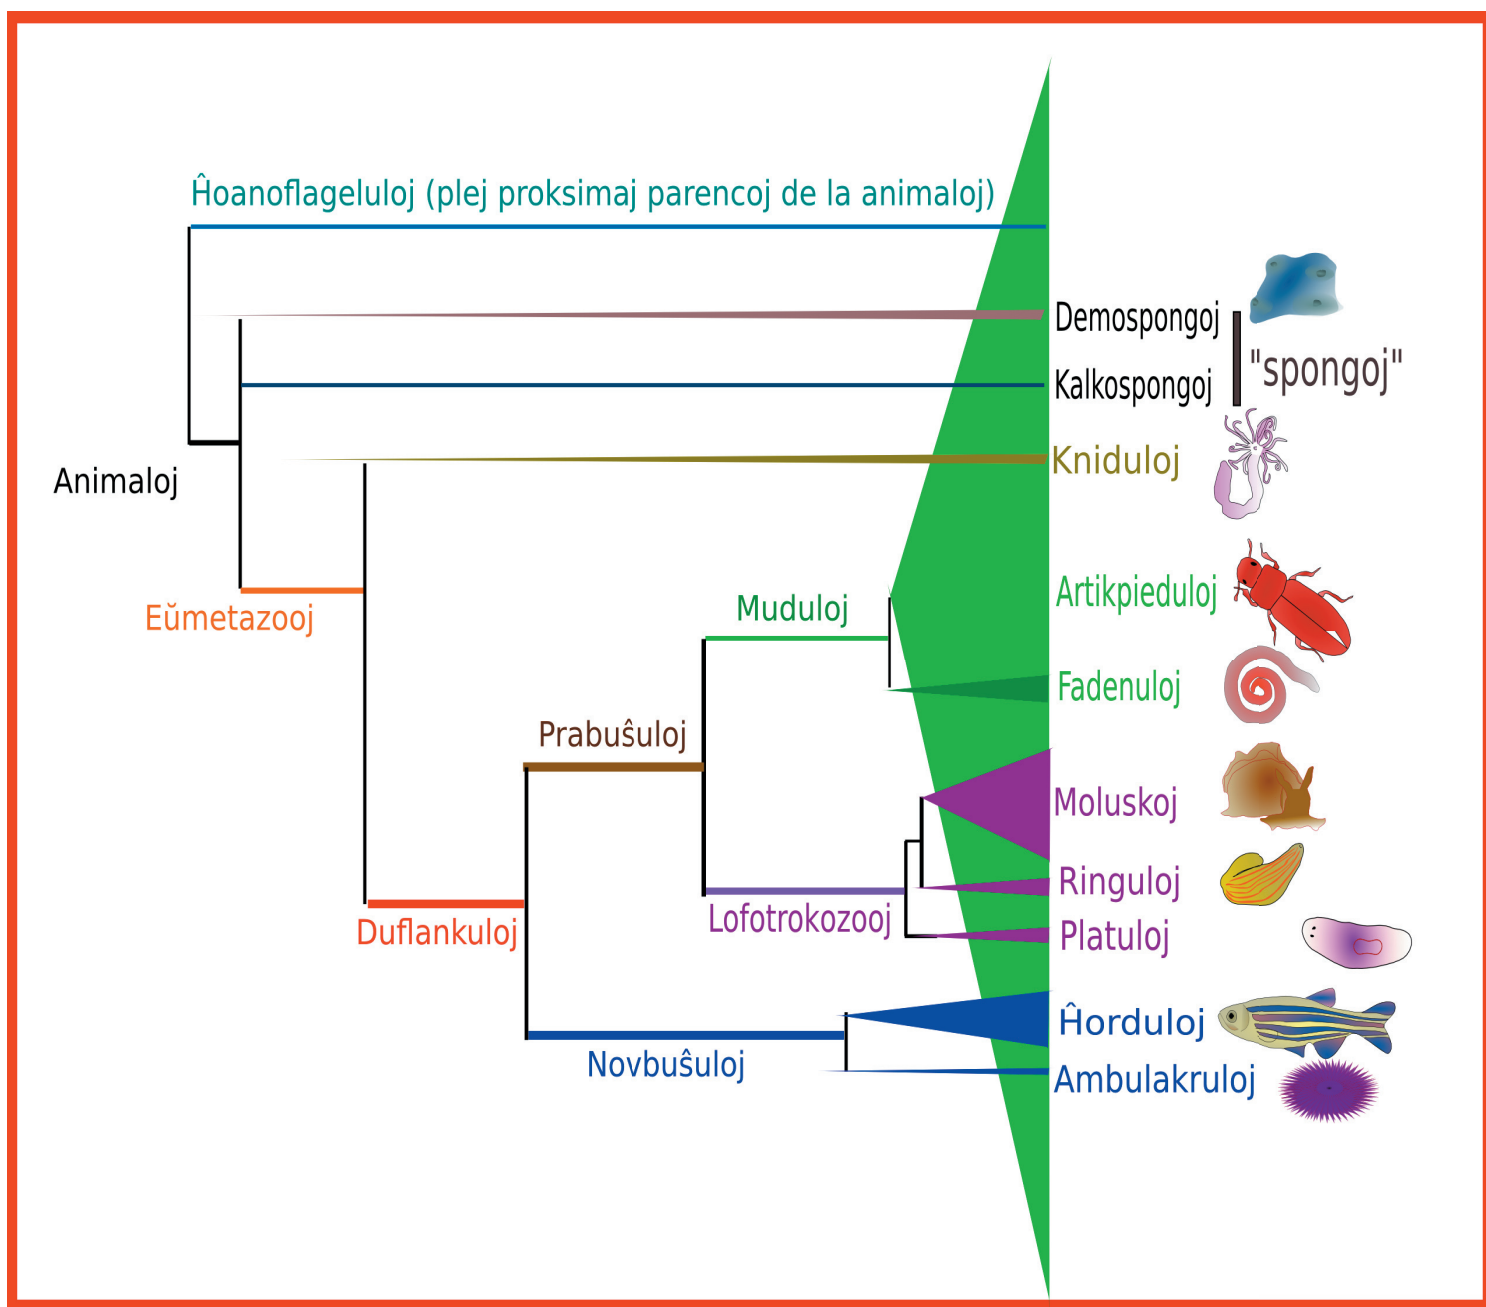 Ĥoanoflageluloj (plej proksimaj parencoj de la animaloj)
Demospongoj
"spongoj"
Kalkospongoj
Kniduloj
Animaloj
Eŭmetazooj
Artikpieduloj
Muduloj
Fadenuloj
Prabuŝuloj
Moluskoj
Ringuloj
Lofotrokozooj
Duflankuloj
Platuloj
Ĥorduloj
Novbuŝuloj
Ambulakruloj